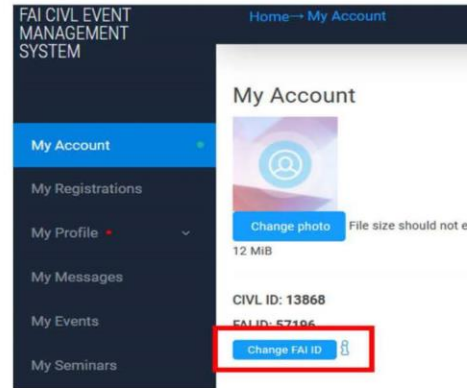 FAI CIVL EVENT
MANAGEMENT
SYSTEM
Home→ My Account
My Account
My Account
My Registrations
My Profile
My Messages
My Events
My Seminars
Change photo File size should not e
12 MiB
CIVL ID: 13868
FAI ID: 57196
Change FAI ID